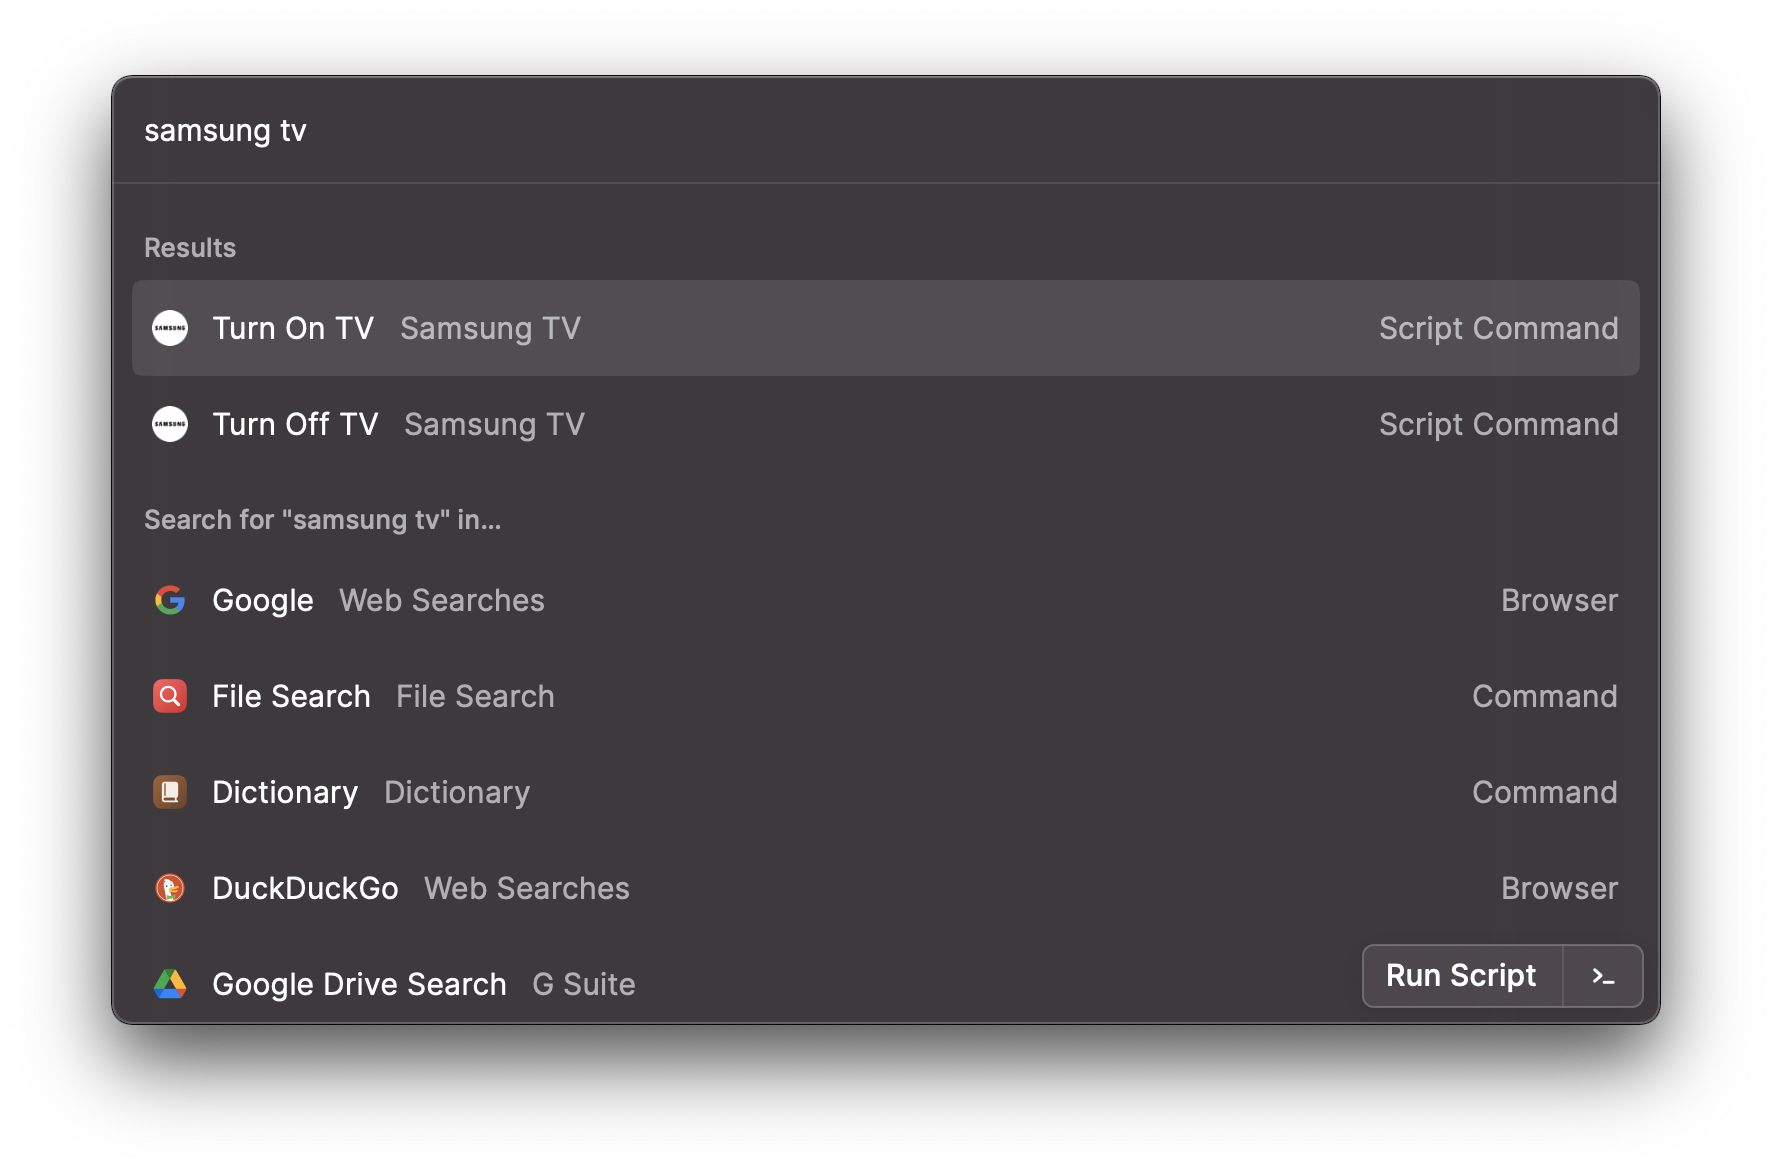 samsung tv
Results
SAMSUNG Turn On TV Samsung TV Script Command
SAMSUNG Turn Off TV Samsung TV Script Command
Search for "samsung tv" in...
Google Web Searches Browser
File Search File Search Command
Dictionary Dictionary Command
DuckDuckGo Web Searches Browser
Google Drive Search G Suite
Run Script >_